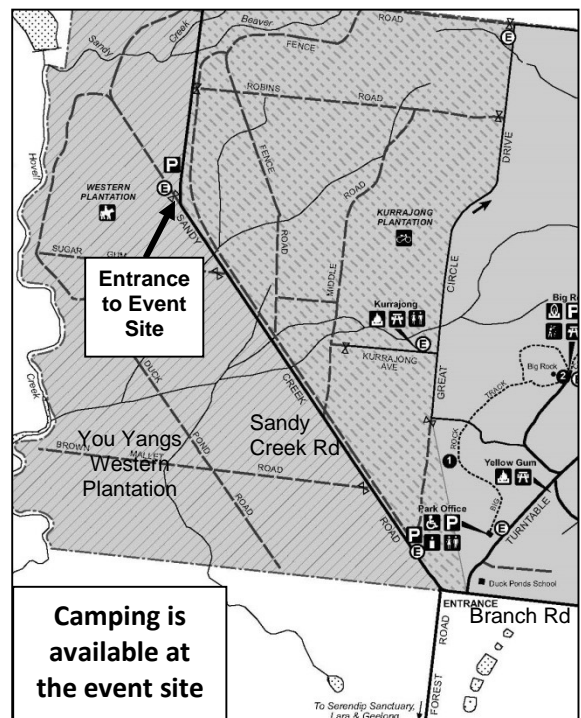 Beaver
Creek
Sandy
Creek
ROAD
E
FENCE
ROBINS ROAD
DRIVE
FENCE
ROAD
MIDDLE ROAD
Hovell
Creek
WESTERN
PLANTATION
P
E
SANDY
KURRAJONG
PLANTATION
SUGAR GUM
Entrance
to Event
Site
CIRCLE
Kurrajong
E
KURRAJONG
AVE
GREAT
Big Rock
2
TRACK
ROCK
BIG
1
DUCK
POND
ROAD
CREEK
Sandy
Creek Rd
You Yangs
Western
Plantation
BROWN MALLET ROAD
Yellow Gum
Park Office
P
E
TURNTABLE
ROAD
P
E
Duck Ponds School
ENTRANCE
Branch Rd
ROAD
FOREST
To Serendip Sanctuary,
Lara & Geelong
Camping is
available at
the event site